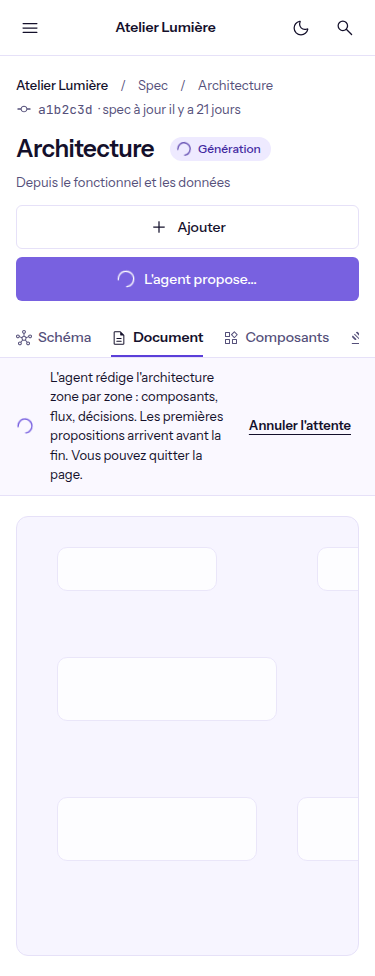 Atelier Lumière
Atelier Lumière / Spec / Architecture
a1b2c3d · spec à jour il y a 21 jours
Architecture
Génération
Depuis le fonctionnel et les données
Ajouter
L'agent propose…
Schéma
Document
Composants
L'agent rédige l'architecture
zone par zone : composants,
flux, décisions. Les premières
propositions arrivent avant la
fin. Vous pouvez quitter la
page.
Annuler l'attente